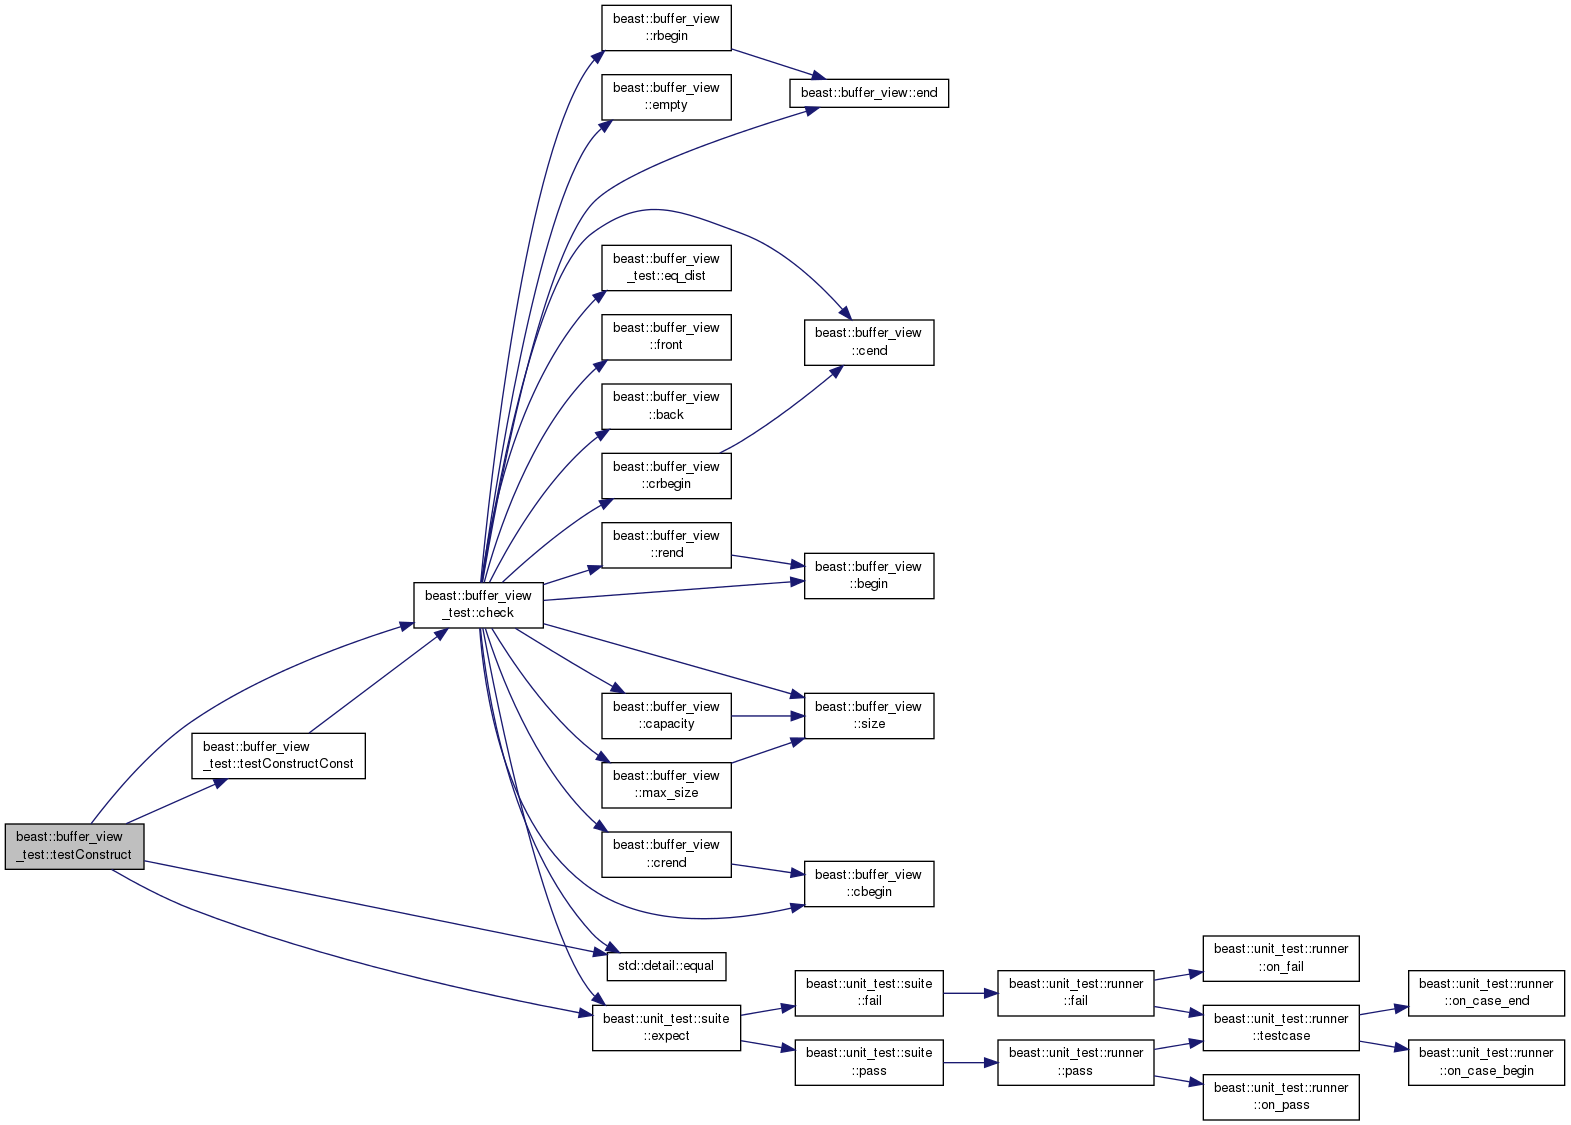 beast::buffer_view
::rbegin
beast::buffer_view
::empty
beast::buffer_view::end
beast::buffer_view
_test::eq_dist
beast::buffer_view
::front
beast::buffer_view
::cend
beast::buffer_view
::back
beast::buffer_view
::crbegin
beast::buffer_view
::rend
beast::buffer_view
::begin
beast::buffer_view
_test::check
beast::buffer_view
::capacity
beast::buffer_view
::size
beast::buffer_view
_test::testConstructConst
beast::buffer_view
::max_size
beast::buffer_view
_test::testConstruct
beast::buffer_view
::crend
beast::buffer_view
::cbegin
std::detail::equal
beast::unit_test::suite
::expect
beast::unit_test::suite
::fail
beast::unit_test::runner
::fail
beast::unit_test::runner
::on_fail
beast::unit_test::runner
::testcase
beast::unit_test::runner
::on_case_end
beast::unit_test::suite
::pass
beast::unit_test::runner
::pass
beast::unit_test::runner
::on_case_begin
beast::unit_test::runner
::on_pass